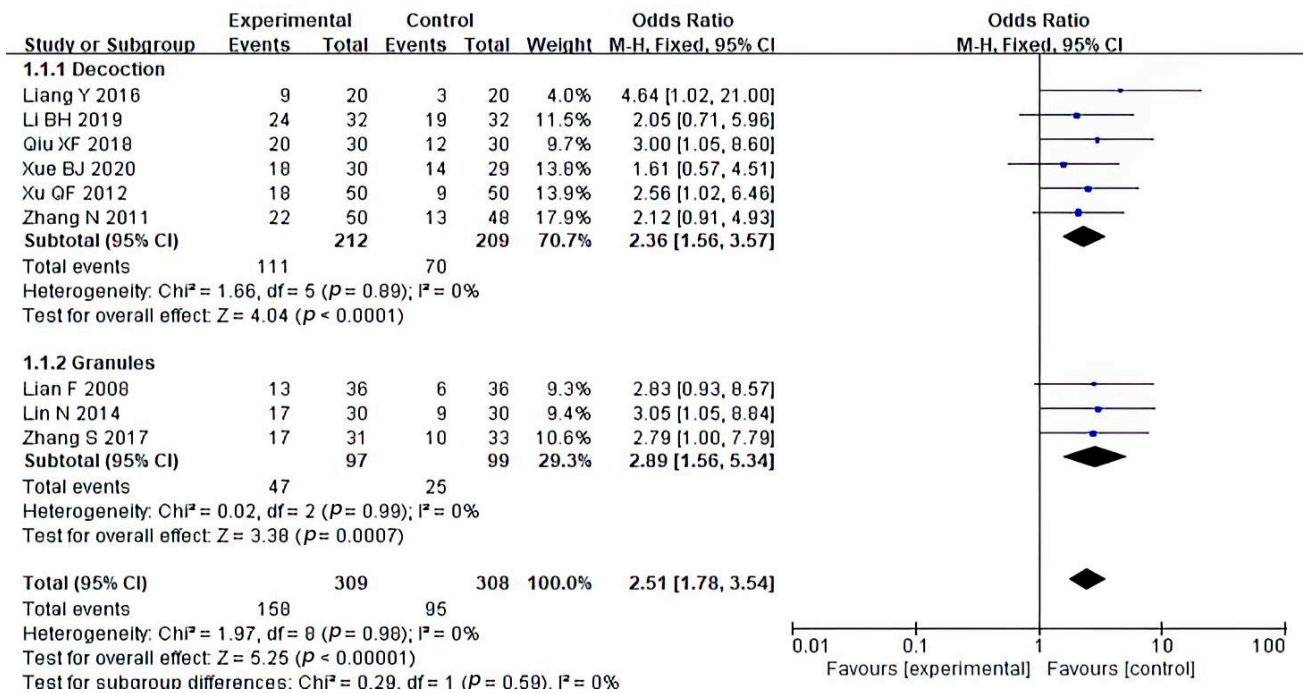 Experimental Control Odds Ratio Odds Ratio
Study or Subgroup Events Total Events Total Weight M-H, Fixed, 95% CI M-H, Fixed, 95% CI
1.1.1 Decoction
Liang Y 2016 9 20 3 20 4.0% 4.64 [1.02, 21.00]
Li BH 2019 24 32 19 32 11.5% 2.05 [0.71, 5.96]
Qiu XF 2018 20 30 12 30 9.7% 3.00 [1.05, 8.60]
Xue BJ 2020 18 30 14 29 13.8% 1.61 [0.57, 4.51]
Xu QF 2012 18 50 9 50 13.9% 2.56 [1.02, 6.46]
Zhang N 2011 22 50 13 48 17.9% 2.12 [0.91, 4.93]
Subtotal (95% CI) 212 209 70.7% 2.36 [1.56, 3.57]
Total events 111 70
Heterogeneity: Chi² = 1.66, df = 5 (P = 0.89); I² = 0%
Test for overall effect: Z = 4.04 (p < 0.0001)
1.1.2 Granules
Lian F 2008 13 36 6 36 9.3% 2.83 [0.93, 8.57]
Lin N 2014 17 30 9 30 9.4% 3.05 [1.05, 8.84]
Zhang S 2017 17 31 10 33 10.6% 2.79 [1.00, 7.79]
Subtotal (95% CI) 97 99 29.3% 2.89 [1.56, 5.34]
Total events 47 25
Heterogeneity: Chi² = 0.02, df = 2 (P = 0.99); I² = 0%
Test for overall effect: Z = 3.38 (p = 0.0007)
Total (95% CI) 309 308 100.0% 2.51 [1.78, 3.54]
Total events 158 95
Heterogeneity: Chi² = 1.97, df = 8 (P = 0.98); I² = 0%
Test for overall effect: Z = 5.25 (p < 0.00001)
Test for subgroup differences: Chi² = 0.29, df = 1 (P = 0.59), I² = 0%
0.01 0.1 1 10 100
Favours [experimental] Favours [control]